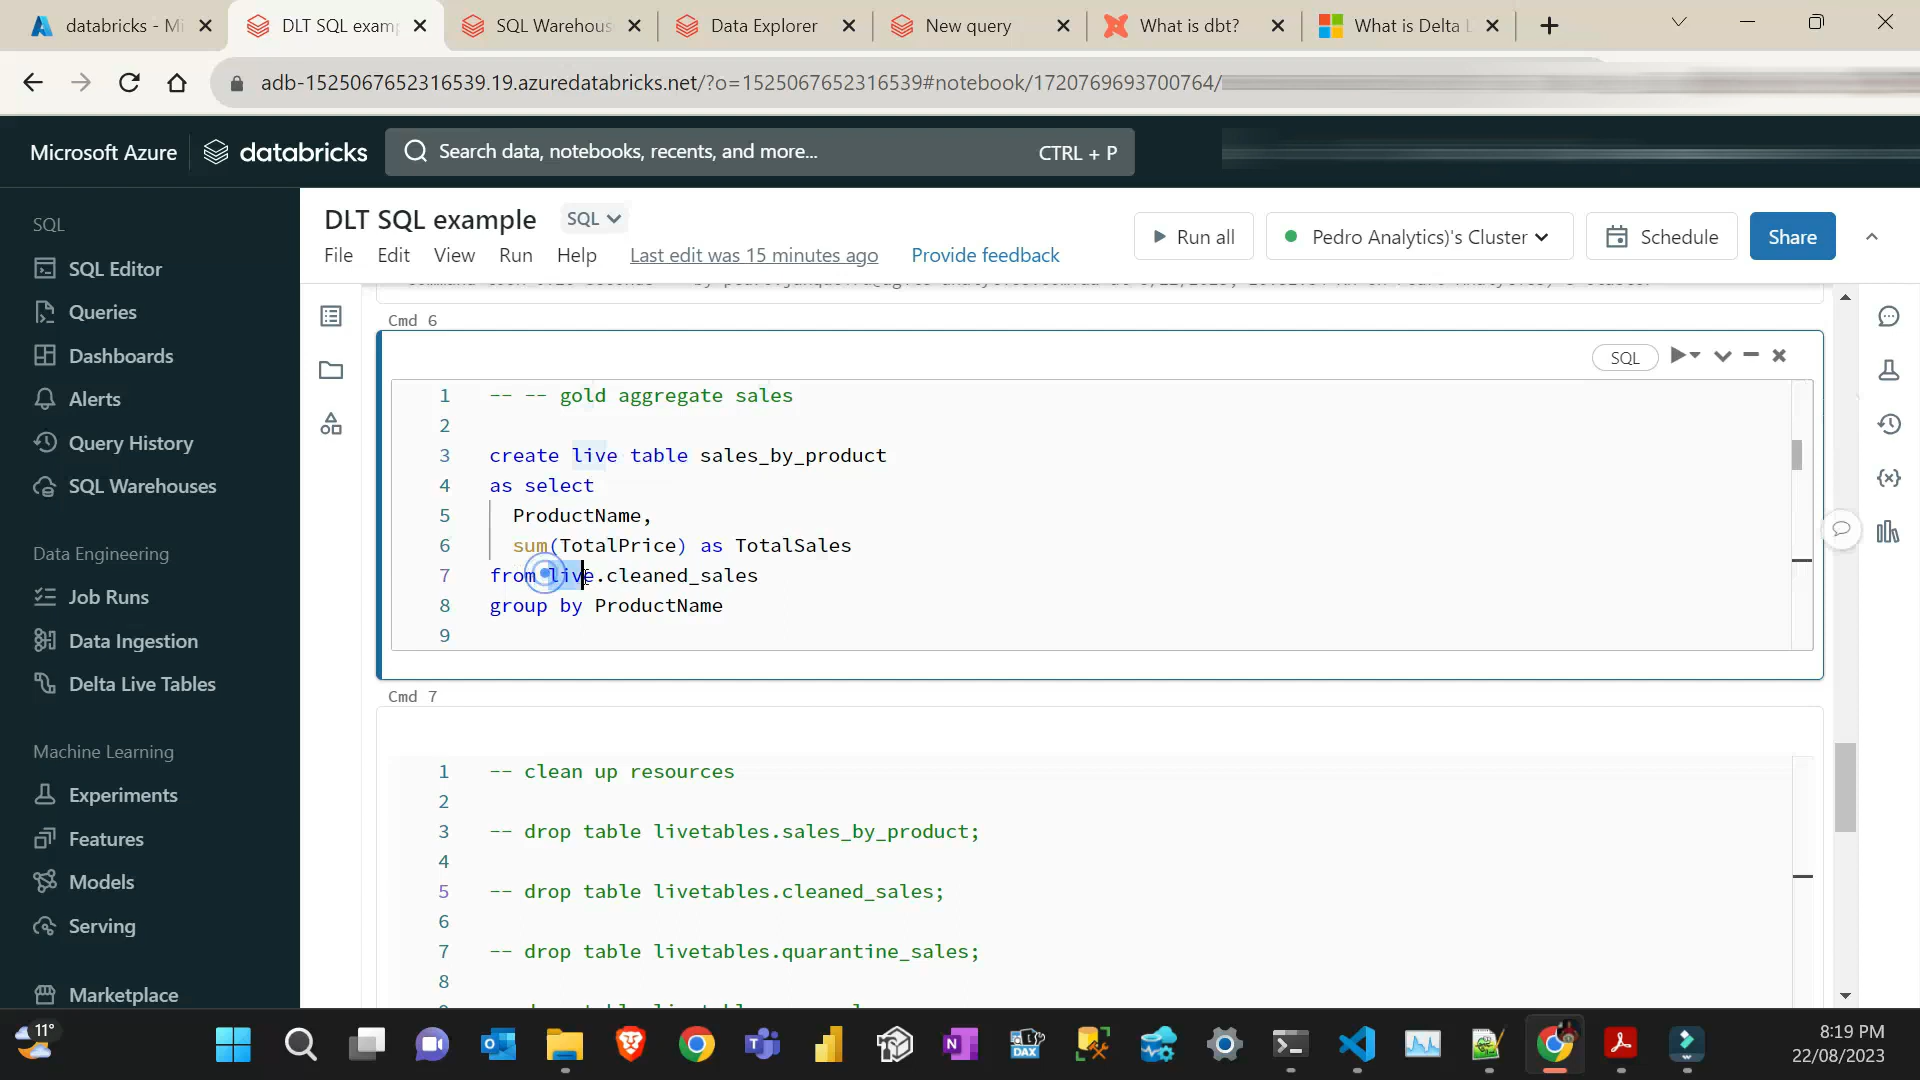 databricks - Mi
DLT SQL examp
SQL Warehous
Data Explorer
New query
What is dbt?
What is Delta L
adb-1525067652316539.19.azuredatabricks.net/?o=1525067652316539#notebook/1720769693700764/
Microsoft Azure
databricks
Search data, notebooks, recents, and more...
CTRL + P
SQL
SQL Editor
Queries
Dashboards
Alerts
Query History
SQL Warehouses
Data Engineering
Job Runs
Data Ingestion
Delta Live Tables
Machine Learning
Experiments
Features
Models
Serving
Marketplace
DLT SQL example
SQL
File
Edit
View
Run
Help
Last edit was 15 minutes ago
Provide feedback
Run all
Pedro Analytics)'s Cluster
Schedule
Share
Cmd 6
SQL
1 -- -- gold aggregate sales
2
3 create live table sales_by_product
4 as select
5 ProductName,
6 sum(TotalPrice) as TotalSales
7 from live.cleaned_sales
8 group by ProductName
9
Cmd 7
1 -- clean up resources
2
3 -- drop table livetables.sales_by_product;
4
5 -- drop table livetables.cleaned_sales;
6
7 -- drop table livetables.quarantine_sales;
8
11°
DAX
8:19 PM
22/08/2023